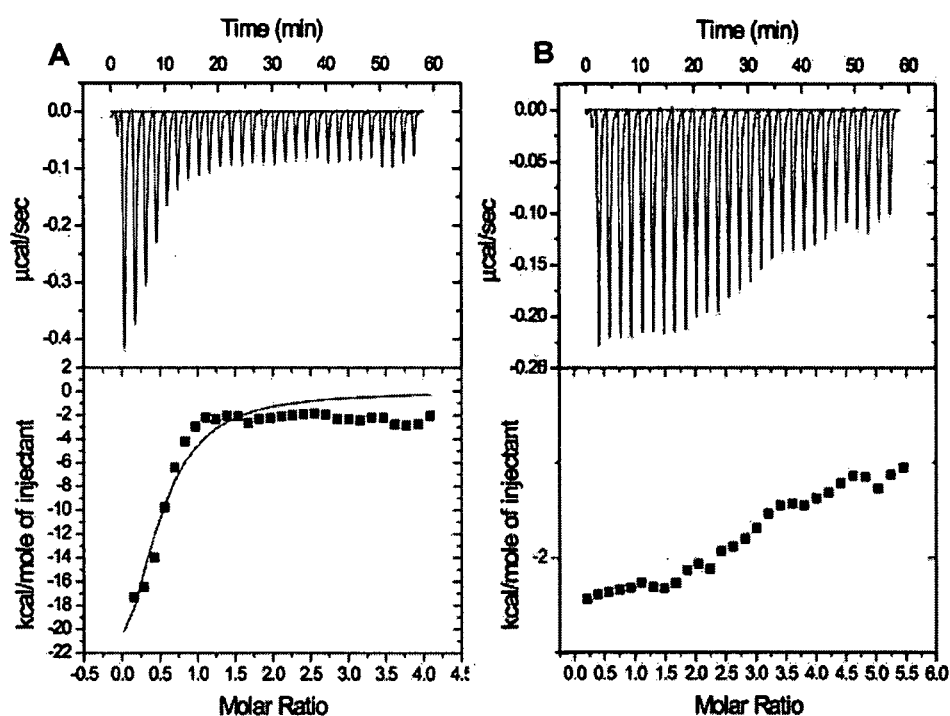 A
Time (min)
0 10 20 30 40 50 60
0.0
-0.1
-0.2
-0.3
-0.4
µcal/sec
2
0
-2
-4
-6
-8
-10
-12
-14
-16
-18
-20
-22
kcal/mole of injectant
-0.5 0.0 0.5 1.0 1.5 2.0 2.5 3.0 3.5 4.0 4.5
Molar Ratio
B
Time (min)
0 10 20 30 40 50 60
0.00
-0.05
-0.10
-0.15
-0.20
µcal/sec
-2
kcal/mole of injectant
0.0 0.5 1.0 1.5 2.0 2.5 3.0 3.5 4.0 4.5 5.0 5.5 6.0
Molar Ratio